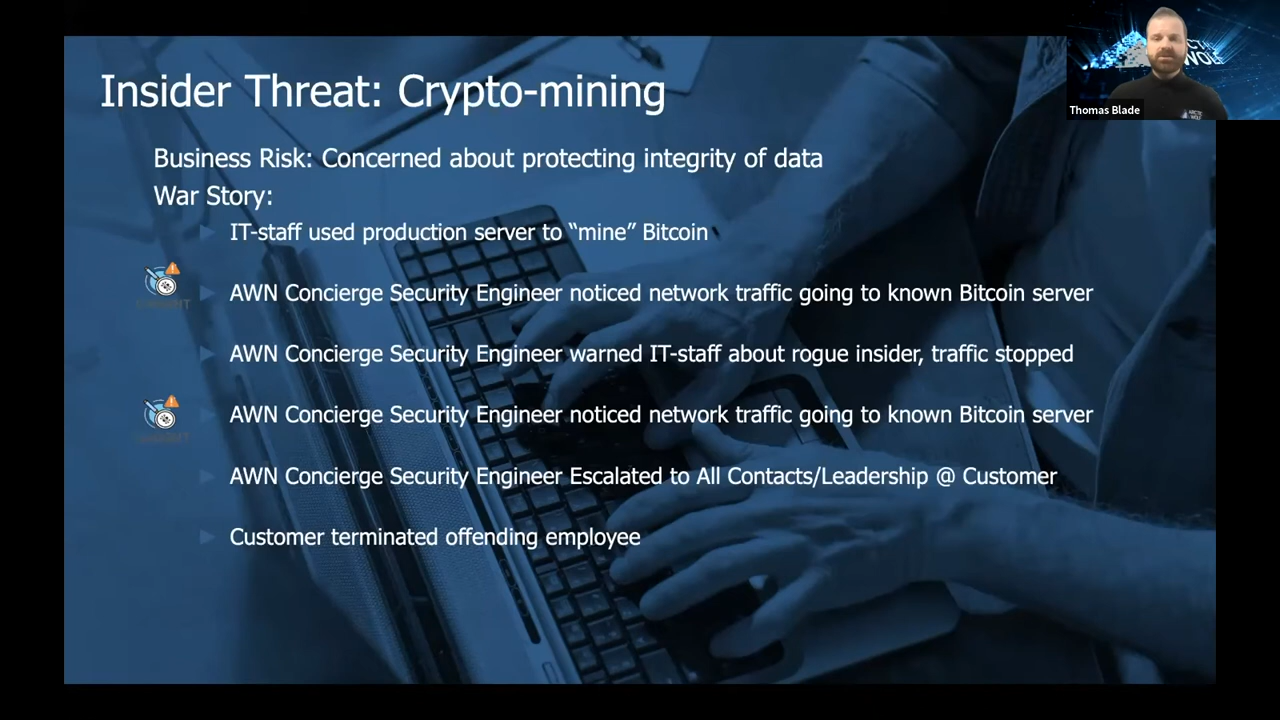 Insider Threat: Crypto-mining
Thomas Blade
Business Risk: Concerned about protecting integrity of data
War Story:
IT-staff used production server to “mine” Bitcoin
AWN Concierge Security Engineer noticed network traffic going to known Bitcoin server
AWN Concierge Security Engineer warned IT-staff about rogue insider, traffic stopped
AWN Concierge Security Engineer noticed network traffic going to known Bitcoin server
AWN Concierge Security Engineer Escalated to All Contacts/Leadership @ Customer
Customer terminated offending employee